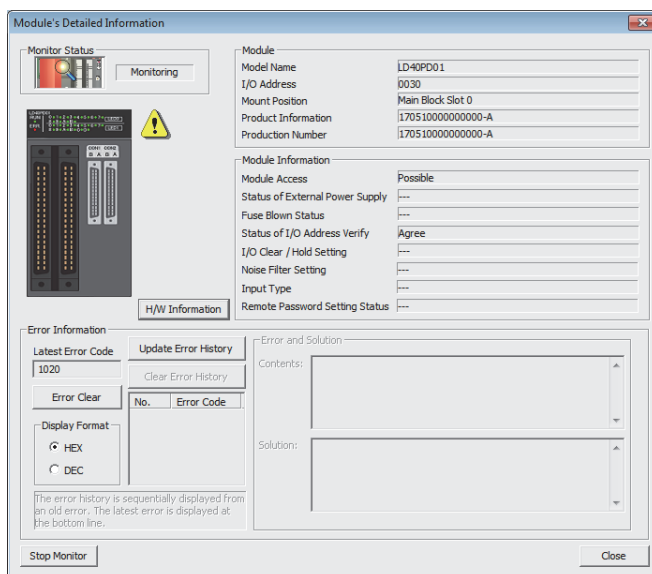 Module's Detailed Information
Monitor Status
Monitoring
Module
Model Name LD40PD01
I/O Address 0030
Mount Position Main Block Slot 0
Product Information 170510000000000-A
Production Number 170510000000000-A
CON1 CON2
B A B A
H/W Information
Module Information
Module Access Possible
Status of External Power Supply ---
Fuse Blown Status ---
Status of I/O Address Verify Agree
I/O Clear / Hold Setting ---
Noise Filter Setting ---
Input Type ---
Remote Password Setting Status ---
Error Information
Latest Error Code
1020
Error Clear
Display Format
HEX
DEC
Update Error History
Clear Error History
No. Error Code
The error history is sequentially displayed from
an old error. The latest error is displayed at
the bottom line.
Error and Solution
Contents:
Solution:
Stop Monitor
Close